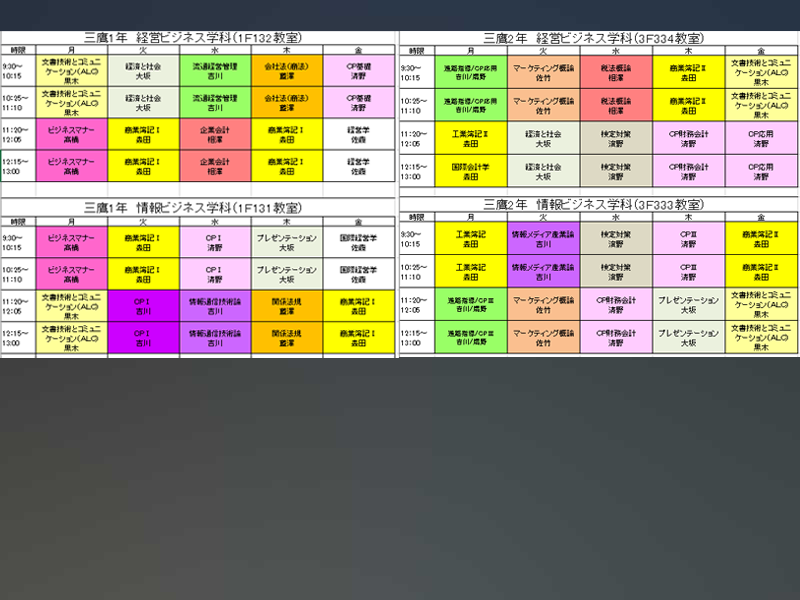 三鷹1年 経営ビジネス学科(1F132教室)
時限 月 火 水 木 金
9:30～10:15 文書技術とコミュニケーション(ALC) 黒木 経済と社会 大坂 流通経営管理 吉川 会社法(商法) 藍澤 CP基礎 清野
10:25～11:10 文書技術とコミュニケーション(ALC) 黒木 経済と社会 大坂 流通経営管理 吉川 会社法(商法) 藍澤 CP基礎 清野
11:20～12:05 ビジネスマナー 高橋 商業簿記Ⅰ 森田 企業会計 相澤 商業簿記Ⅰ 森田 経営学 佐藤
12:15～13:00 ビジネスマナー 高橋 商業簿記Ⅰ 森田 企業会計 相澤 商業簿記Ⅰ 森田 経営学 佐藤
三鷹1年 情報ビジネス学科(1F131教室)
時限 月 火 水 木 金
9:30～10:15 ビジネスマナー 高橋 商業簿記Ⅰ 森田 CPⅠ 清野 プレゼンテーション 大坂 国際経営学 佐藤
10:25～11:10 ビジネスマナー 高橋 商業簿記Ⅰ 森田 CPⅠ 清野 プレゼンテーション 大坂 国際経営学 佐藤
11:20～12:05 文書技術とコミュニケーション(ALC) 黒木 CPⅠ 吉川 情報通信技術論 吉川 関係法規 藍澤 商業簿記Ⅰ 森田
12:15～13:00 文書技術とコミュニケーション(ALC) 黒木 CPⅠ 吉川 情報通信技術論 吉川 関係法規 藍澤 商業簿記Ⅰ 森田
三鷹2年 経営ビジネス学科(3F334教室)
時限 月 火 水 木 金
9:30～10:15 進路指導/CP応用 吉川/鷹野 マーケティング概論 佐竹 税法概論 相澤 商業簿記Ⅱ 森田 文書技術とコミュニケーション(ALC) 黒木
10:25～11:10 進路指導/CP応用 吉川/鷹野 マーケティング概論 佐竹 税法概論 相澤 商業簿記Ⅱ 森田 文書技術とコミュニケーション(ALC) 黒木
11:20～12:05 工業簿記Ⅱ 森田 経済と社会 大坂 検定対策 濱野 CP財務会計 清野 CP応用 清野
12:15～13:00 国際会計学 森田 経済と社会 大坂 検定対策 濱野 CP財務会計 清野 CP応用 清野
三鷹2年 情報ビジネス学科(3F333教室)
時限 月 火 水 木 金
9:30～10:15 工業簿記 森田 情報メディア産業論 吉川 検定対策 濱野 CPⅢ 清野 商業簿記Ⅱ 森田
10:25～11:10 工業簿記 森田 情報メディア産業論 吉川 検定対策 濱野 CPⅢ 清野 商業簿記Ⅱ 森田
11:20～12:05 進路指導/CPⅢ 吉川/鷹野 マーケティング概論 佐竹 CP財務会計 清野 プレゼンテーション 大坂 文書技術とコミュニケーション(ALC) 黒木
12:15～13:00 進路指導/CPⅢ 吉川/鷹野 マーケティング概論 佐竹 CP財務会計 清野 プレゼンテーション 大坂 文書技術とコミュニケーション(ALC) 黒木